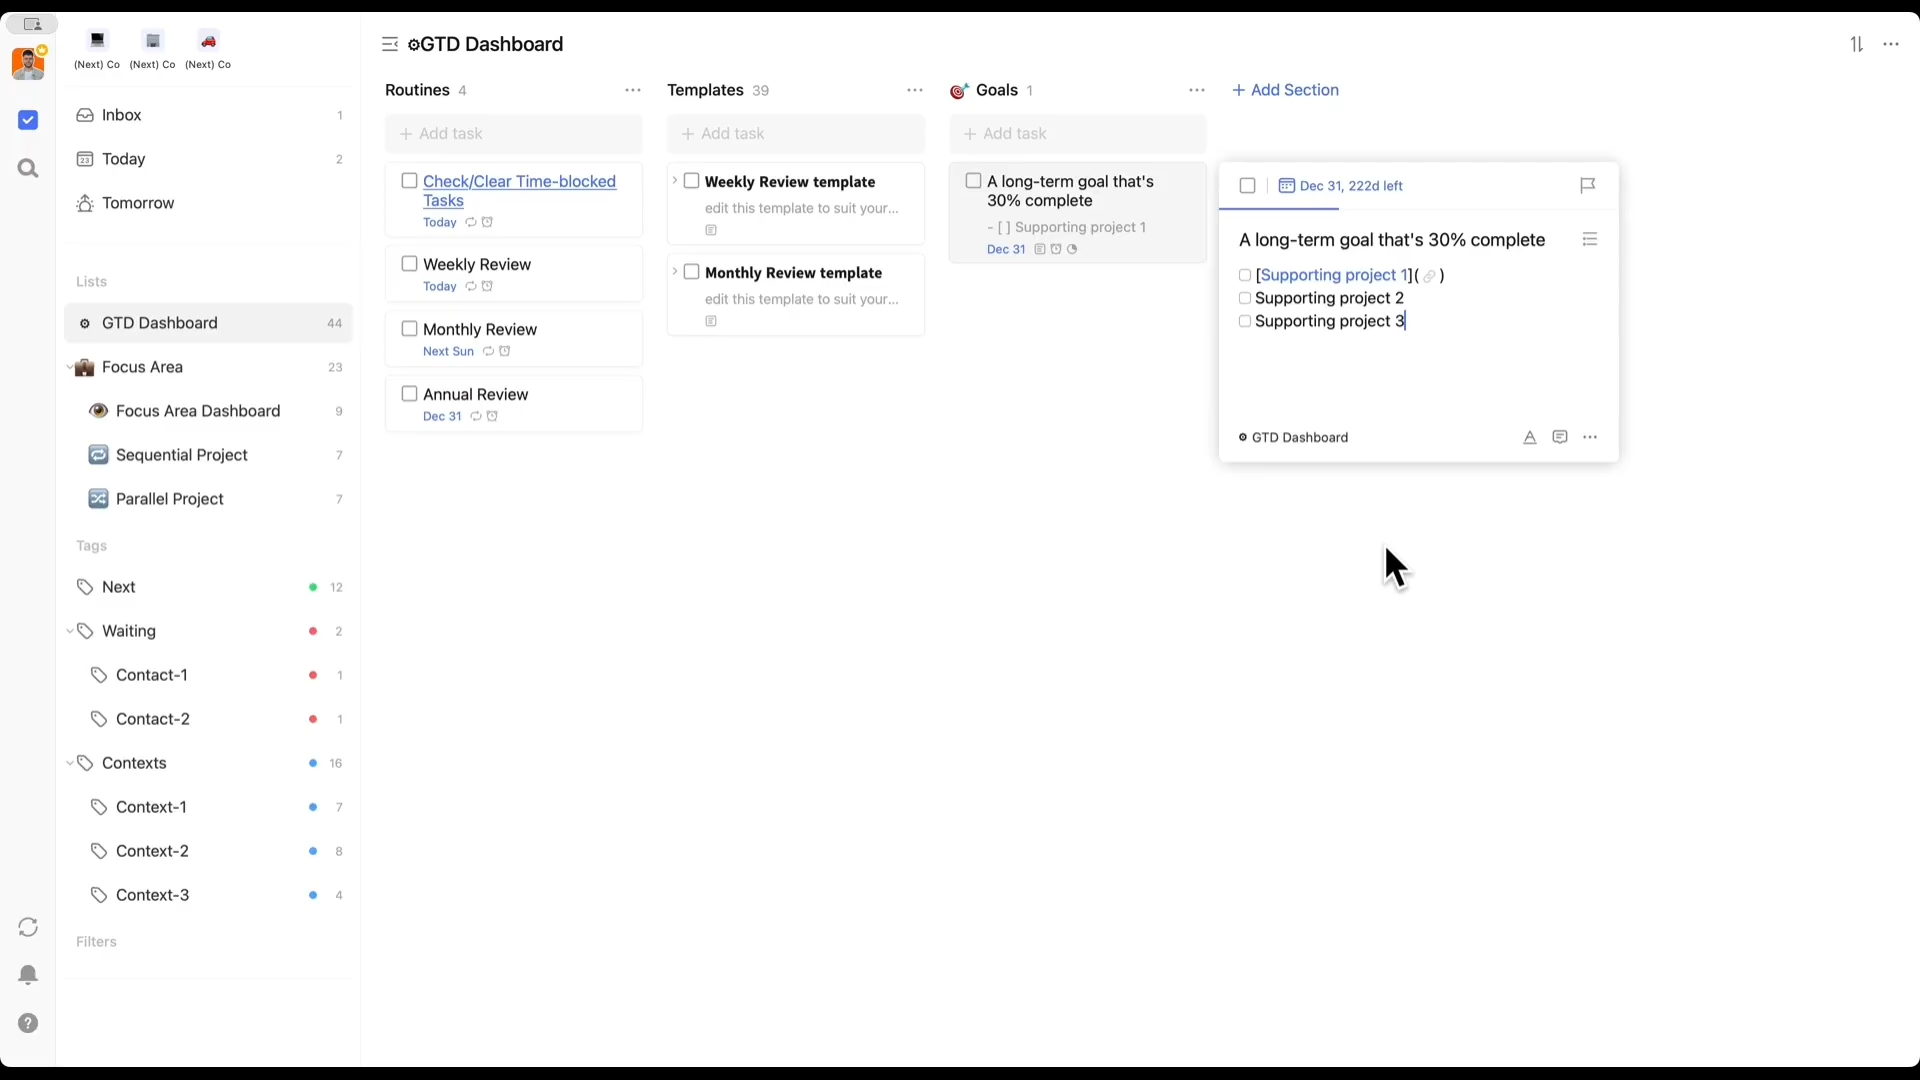 (Next) Co (Next) Co (Next) Co
Inbox 1
23
Today 2
Tomorrow
Lists
GTD Dashboard 44
Focus Area 23
Focus Area Dashboard 9
Sequential Project 7
Parallel Project 7
Tags
Next 12
Waiting 2
Contact-1 1
Contact-2 1
Contexts 16
Context-1 7
Context-2 8
Context-3 4
Filters
GTD Dashboard
Routines 4
+ Add task
Check/Clear Time-blocked
Tasks
Today
Weekly Review
Today
Monthly Review
Next Sun
Annual Review
Dec 31
Templates 39
+ Add task
Weekly Review template
edit this template to suit your...
Monthly Review template
edit this template to suit your...
Goals 1
+ Add task
A long-term goal that's
30% complete
- [ ] Supporting project 1
Dec 31
+ Add Section
Dec 31, 222d left
A long-term goal that's 30% complete
[Supporting project 1]( )
Supporting project 2
Supporting project 3
GTD Dashboard